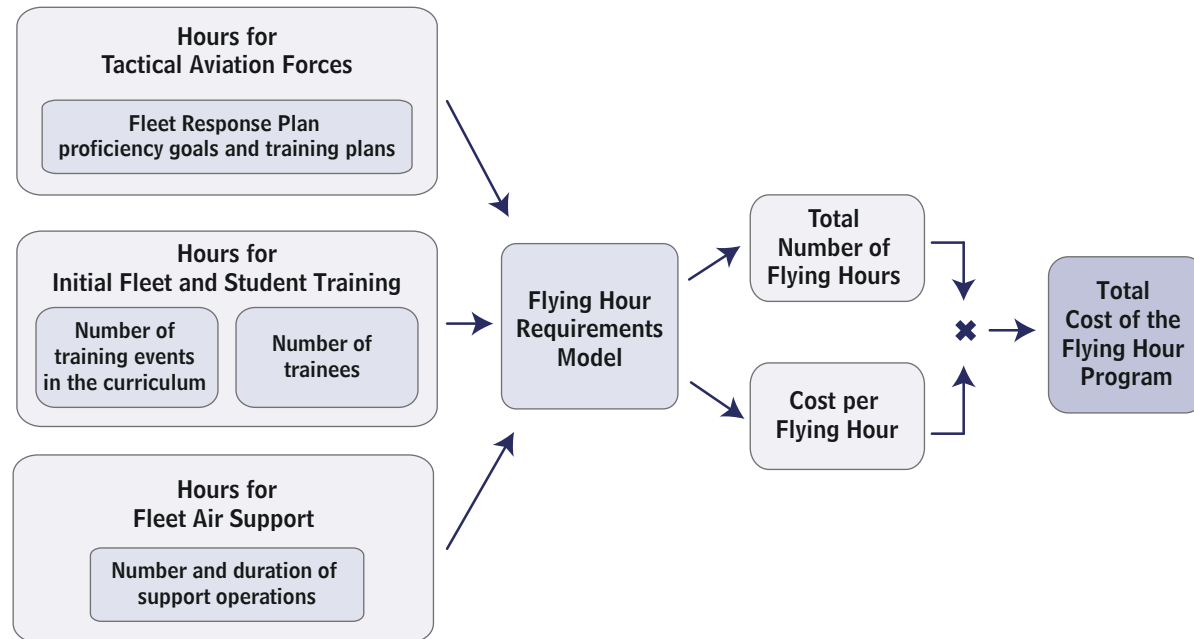 Hours for
Tactical Aviation Forces
Fleet Response Plan
proficiency goals and training plans
Hours for
Initial Fleet and Student Training
Number of
training events
in the curriculum
Number of
trainees
Hours for
Fleet Air Support
Number and duration of
support operations
Flying Hour
Requirements
Model
Total
Number of
Flying Hours
Cost per
Flying Hour
Total
Cost of the
Flying Hour
Program